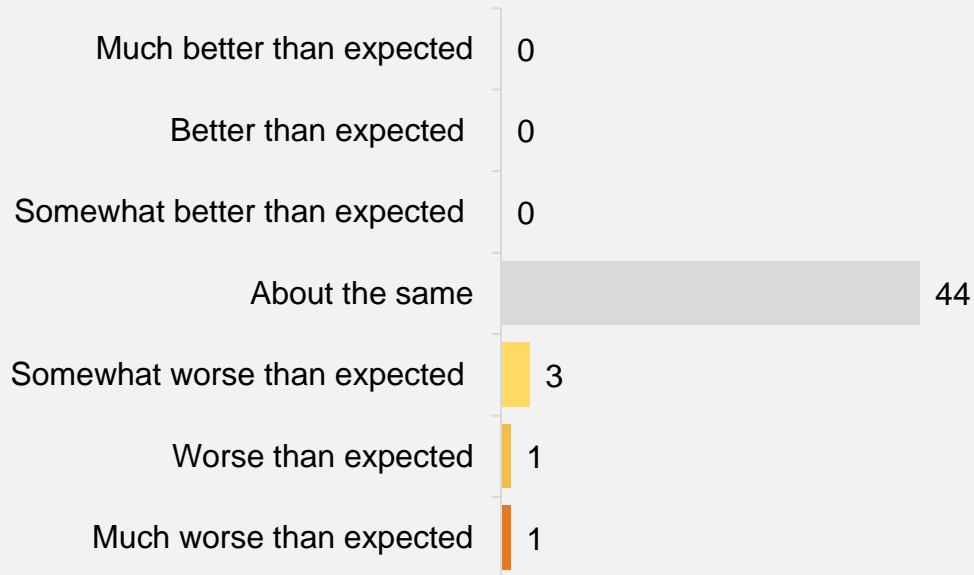 Much better than expected 0
Better than expected 0
Somewhat better than expected 0
About the same 44
Somewhat worse than expected 3
Worse than expected 1
Much worse than expected 1